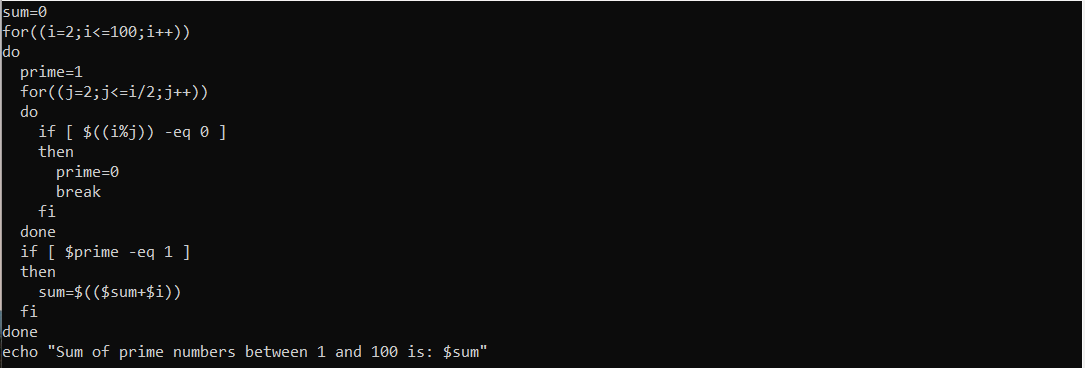 sum=0
for((i=2;i<=100;i++))
do
  prime=1
  for((j=2;j<=i/2;j++))
  do
    if [ $((i%j)) -eq 0 ]
    then
      prime=0
      break
    fi
  done
  if [ $prime -eq 1 ]
  then
    sum=$(($sum+$i))
  fi
done
echo "Sum of prime numbers between 1 and 100 is: $sum"